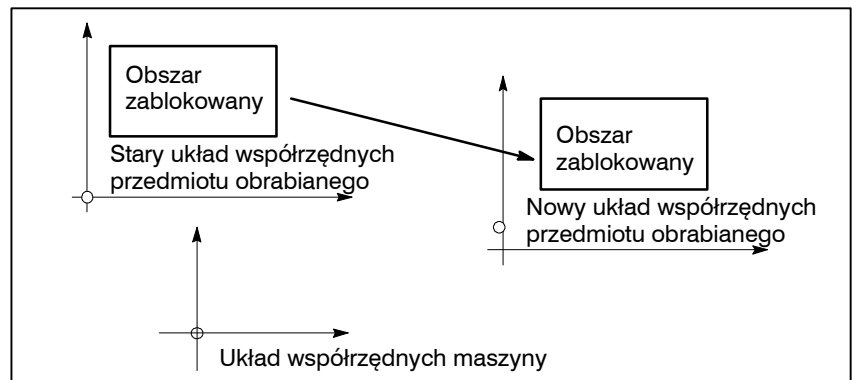 Obszar
zablokowany
Stary układ współrzędnych
przedmiotu obrabianego
Obszar
zablokowany
Nowy układ współrzędnych
przedmiotu obrabianego
Układ współrzędnych maszyny